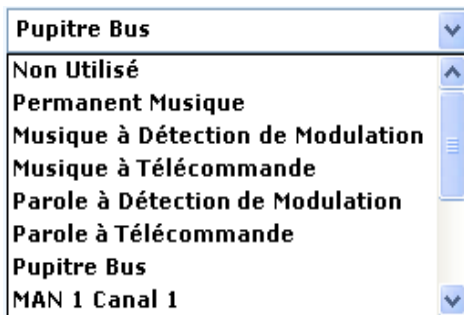 Pupitre Bus
Non Utilisé
Permanent Musique
Musique à Détection de Modulation
Musique à Télécommande
Parole à Détection de Modulation
Parole à Télécommande
Pupitre Bus
MAN 1 Canal 1